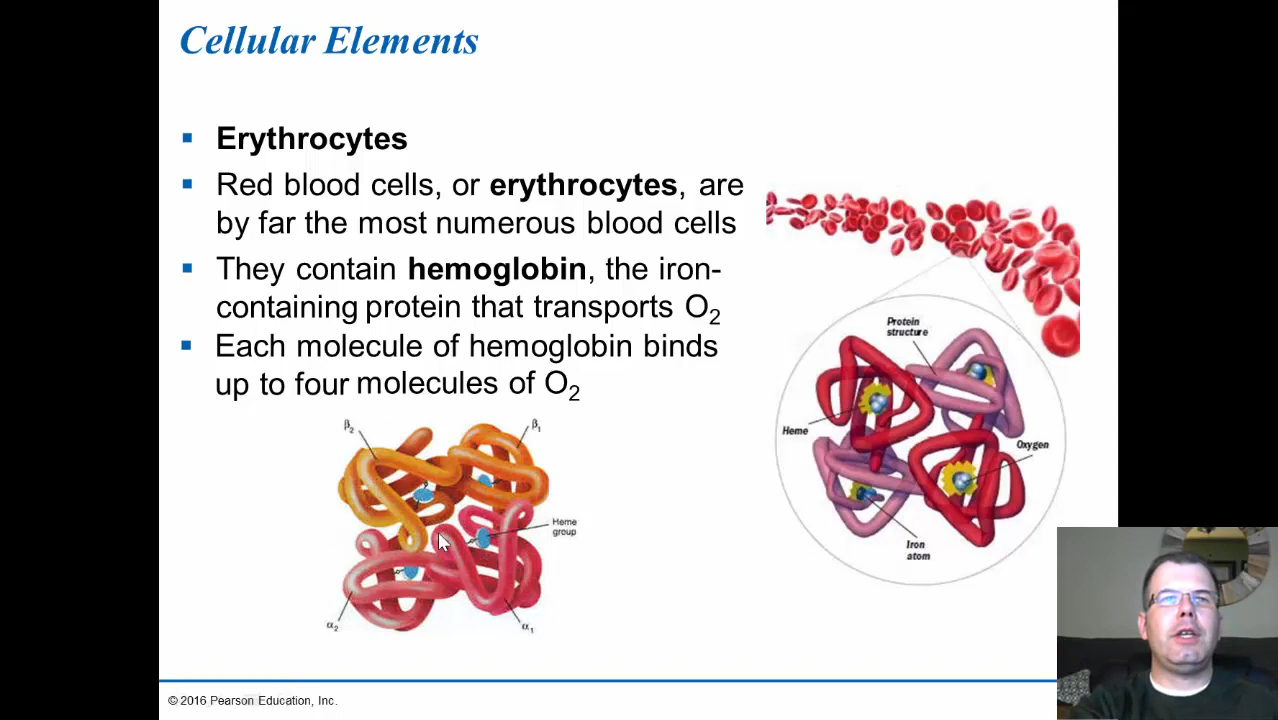 Cellular Elements
Erythrocytes
Red blood cells, or erythrocytes, are
by far the most numerous blood cells
They contain hemoglobin, the iron-
containing protein that transports O₂
Each molecule of hemoglobin binds
up to four molecules of O₂
β₂
β₁
Heme
group
α₂
α₁
Protein
structure
Heme
Oxygen
Iron
atom
© 2016 Pearson Education, Inc.